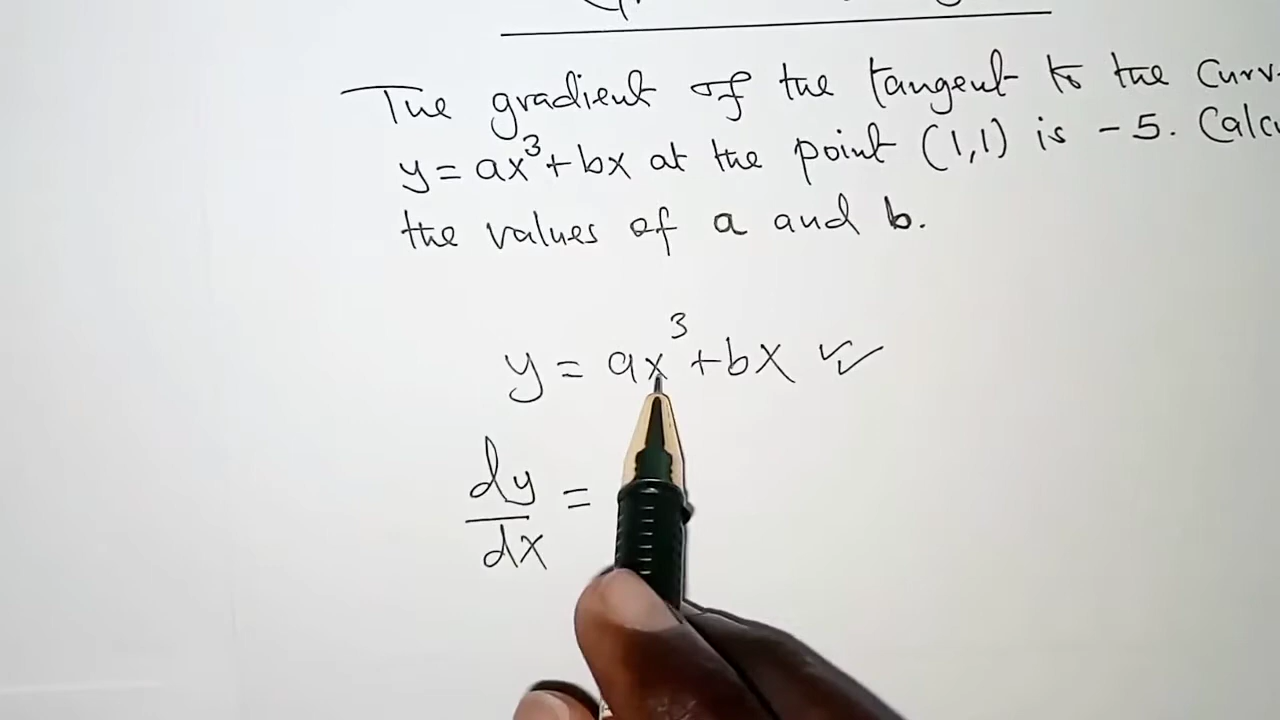 The gradient of the tangent to the
y = ax³ + bx at the point (1,1) is -5.
the values of a and b.
y = ax³ + bx ✓✓
dy/dx =